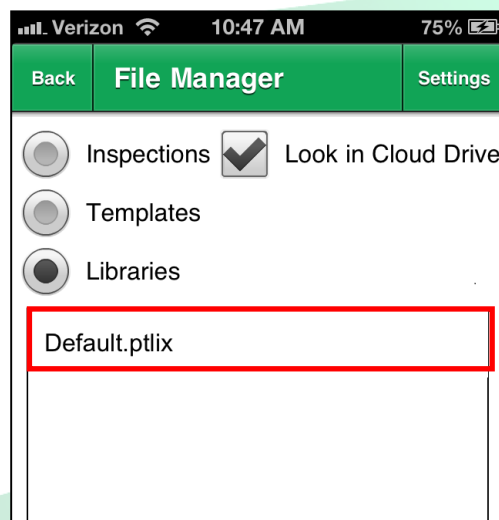 Verizon 10:47 AM 75%
Back File Manager Settings
Inspections Look in Cloud Drive
Templates
Libraries
Default.ptlix